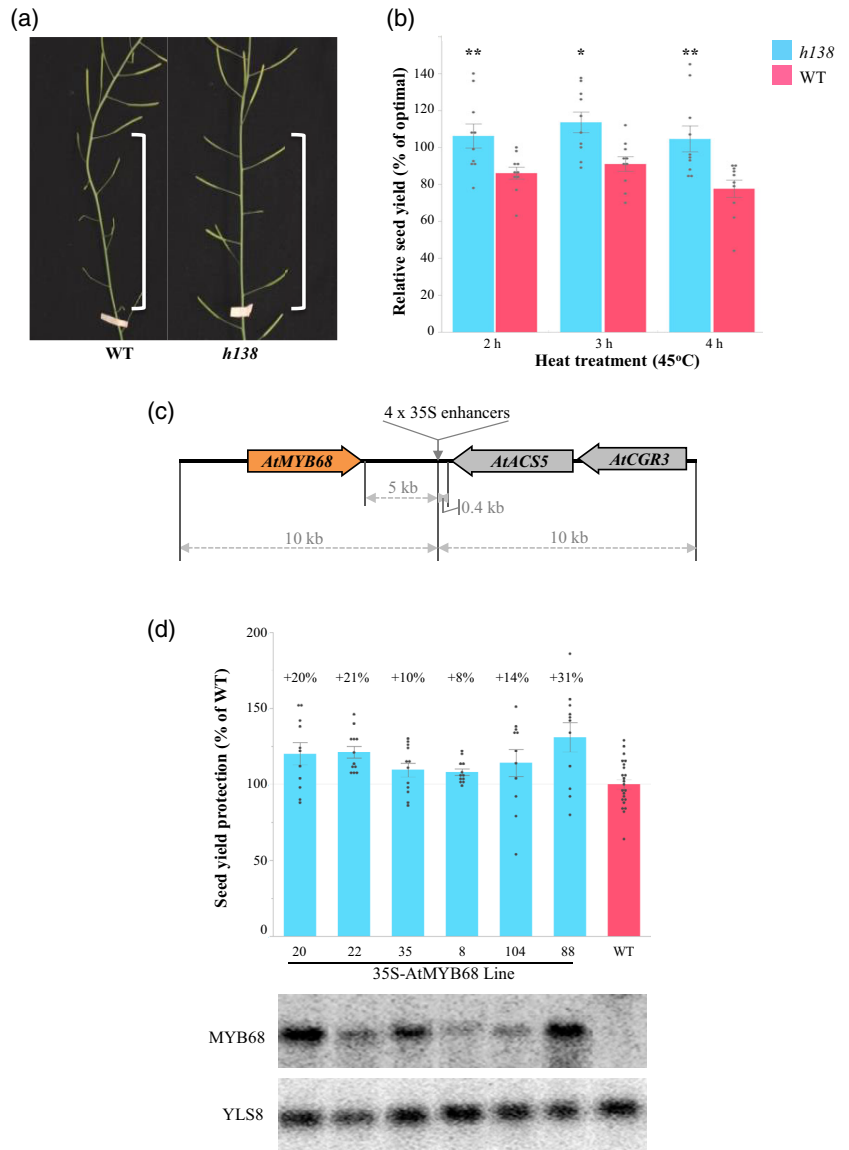 (a)
WT
h138
(b)
Relative seed yield (% of optimal)
140
120
100
80
60
40
20
0
**
*
**
h138
WT
2 h
3 h
4 h
Heat treatment (45°C)
(c)
4 x 35S enhancers
AtMYB68
AtACS5
AtCGR3
5 kb
0.4 kb
10 kb
10 kb
(d)
Seed yield protection (% of WT)
200
150
100
50
0
+20%
+21%
+10%
+8%
+14%
+31%
20
22
35
8
104
88
WT
35S-AtMYB68 Line
MYB68
YLS8